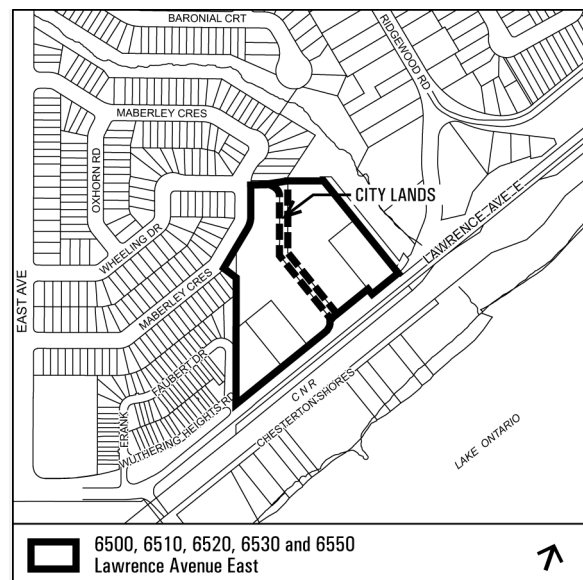 BARONIAL CRT
RIDGEWOOD RD
MABERLEY CRES
OXHORN RD
CITY LANDS
LAWRENCE AVE E
WHEELING DR
EAST AVE
MABERLEY CRES
FAUBERT DR
FRANK
WUTHERING HEIGHTS RD
C N R
CHESTERTON SHORES
LAKE ONTARIO
6500, 6510, 6520, 6530 and 6550
Lawrence Avenue East